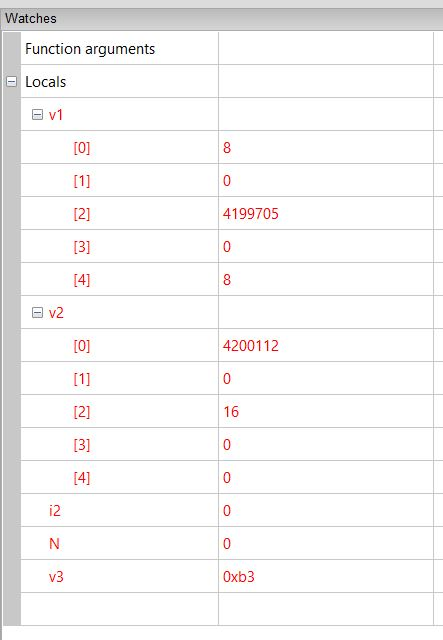 Watches
Function arguments
Locals
v1
[0] 8
[1] 0
[2] 4199705
[3] 0
[4] 8
v2
[0] 4200112
[1] 0
[2] 16
[3] 0
[4] 0
i2 0
N 0
v3 0xb3